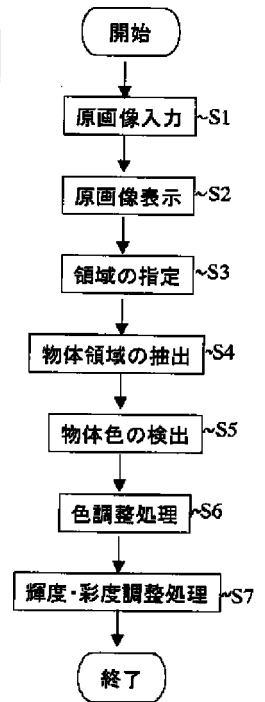 開始
原画像入力 ~S1
原画像表示 ~S2
領域の指定 ~S3
物体領域の抽出 ~S4
物体色の検出 ~S5
色調整処理 ~S6
輝度・彩度調整処理 ~S7
終了